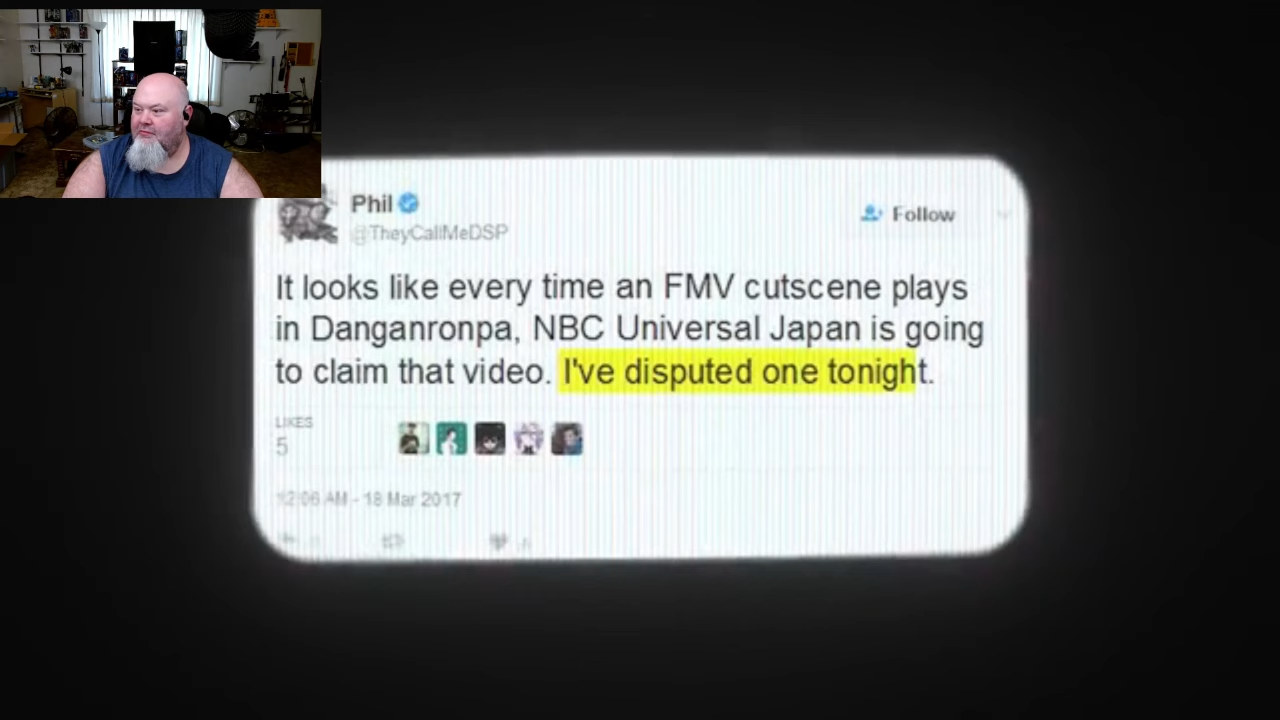 Phil
@TheyCallMeDSP
Follow
It looks like every time an FMV cutscene plays
in Danganronpa, NBC Universal Japan is going
to claim that video. I've disputed one tonight.
LIKES
5
12:06 AM - 18 Mar 2017